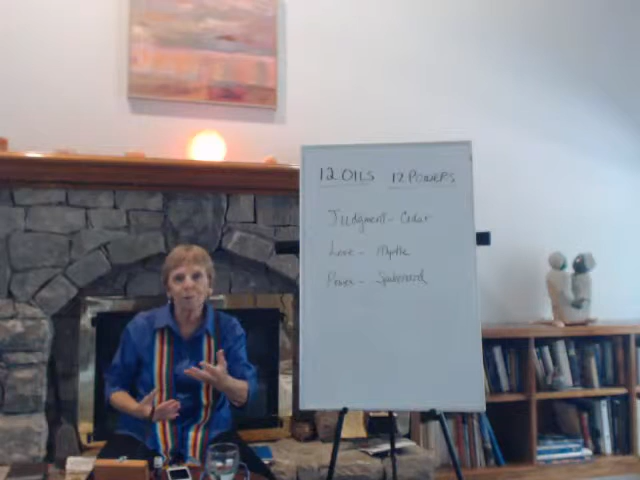 12 OILS 12 POWERS
Judgment - Cedar
Love - Myrtle
Power - Spikenard